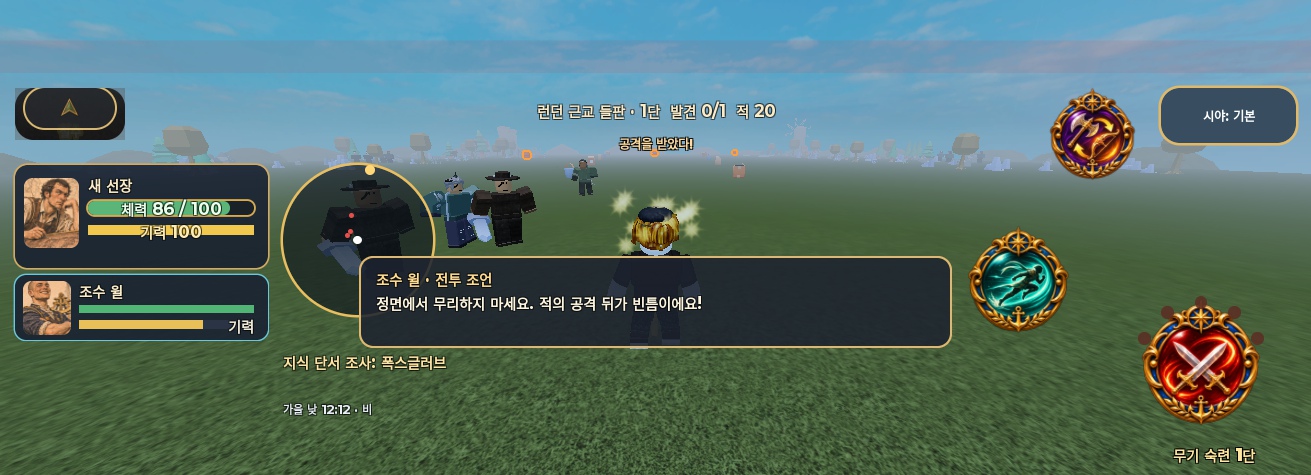 런던 근교 들판 · 1단 발견 0/1 적 20
공격을 받았다!
시야: 기본
새 선장
체력 86 / 100
기력 100
조수 윌
기력
조수 윌 · 전투 조언
정면에서 무리하지 마세요. 적의 공격 뒤가 빈틈이에요!
지식 단서 조사: 폭스글러브
가을 낮 12:12 · 비
무기 숙련 1단